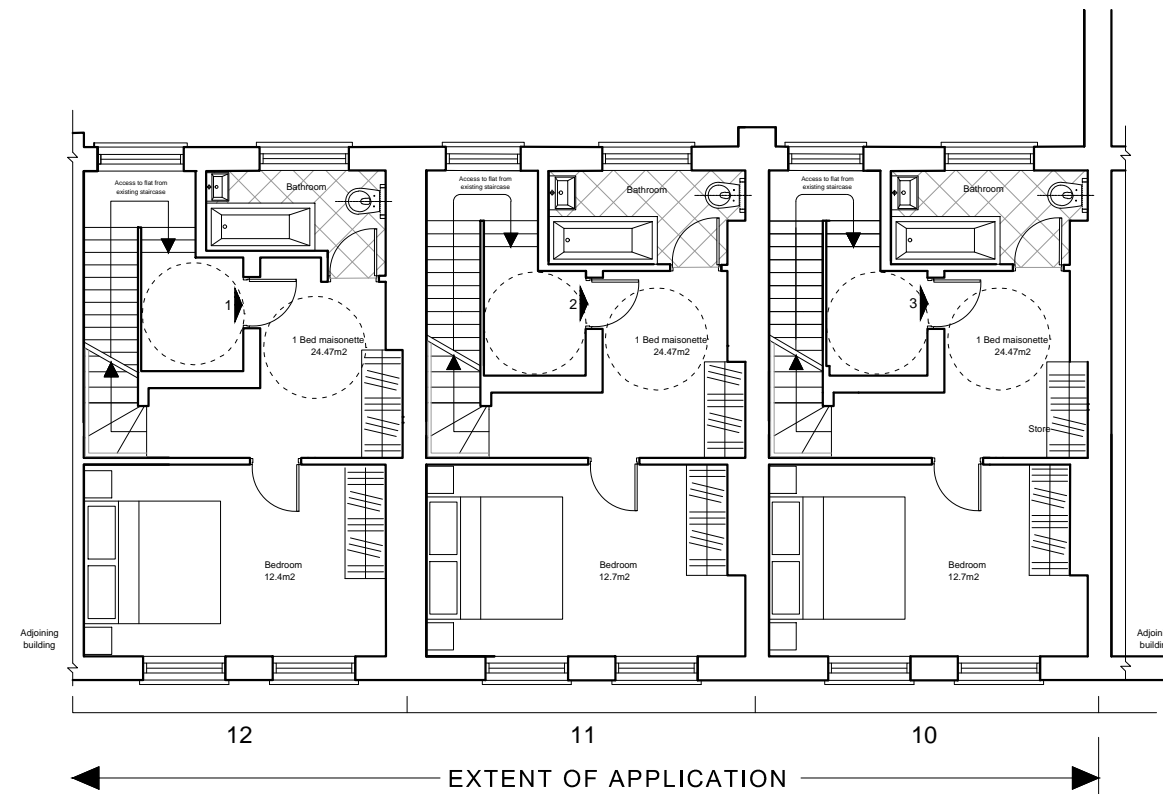 Access to flat from
existing staircase
Bathroom
Access to flat from
existing staircase
Bathroom
Access to flat from
existing staircase
Bathroom
1
2
3
1 Bed maisonette
24.47m2
1 Bed maisonette
24.47m2
1 Bed maisonette
24.47m2
Store
Bedroom
12.4m2
Bedroom
12.7m2
Bedroom
12.7m2
Adjoining
building
Adjoini
buildin
12
11
10
EXTENT OF APPLICATION